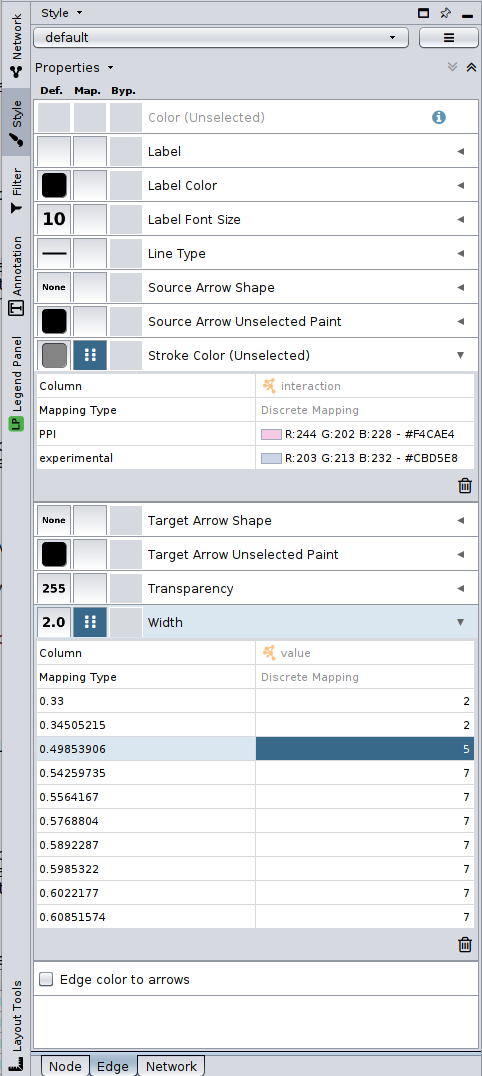 Style
default
Properties
Def. Map. Byp.
Color (Unselected)
Label
Label Color
10 Label Font Size
Line Type
None Source Arrow Shape
Source Arrow Unselected Paint
Stroke Color (Unselected)
Column interaction
Mapping Type Discrete Mapping
PPI R:244 G:202 B:228 - #F4CAE4
experimental R:203 G:213 B:232 - #CBD5E8
None Target Arrow Shape
Target Arrow Unselected Paint
255 Transparency
2.0 Width
Column value
Mapping Type Discrete Mapping
0.33 2
0.34505215 2
0.49853906 5
0.54259735 7
0.5564167 7
0.5768804 7
0.5892287 7
0.5985322 7
0.6022177 7
0.60851574 7
Edge color to arrows
Node Edge Network
Network
Style
Filter
Annotation
Legend Panel
LP
Layout Tools